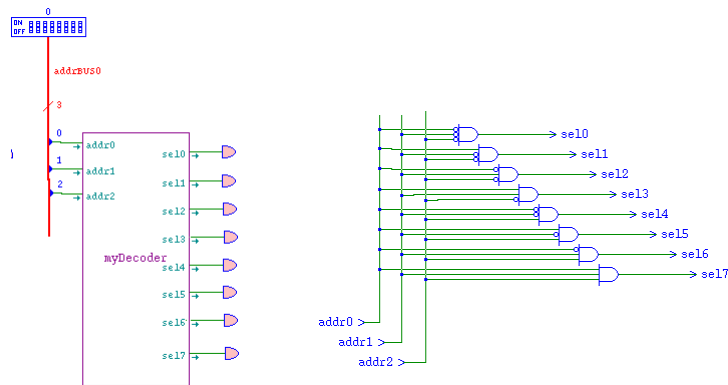 0
ON
OFF
addrBUS0
3
0
addr0
1
addr1
2
addr2
sel0
sel1
sel2
sel3
myDecoder
sel4
sel5
sel6
sel7
sel0
sel1
sel2
sel3
sel4
sel5
sel6
sel7
addr0
addr1
addr2